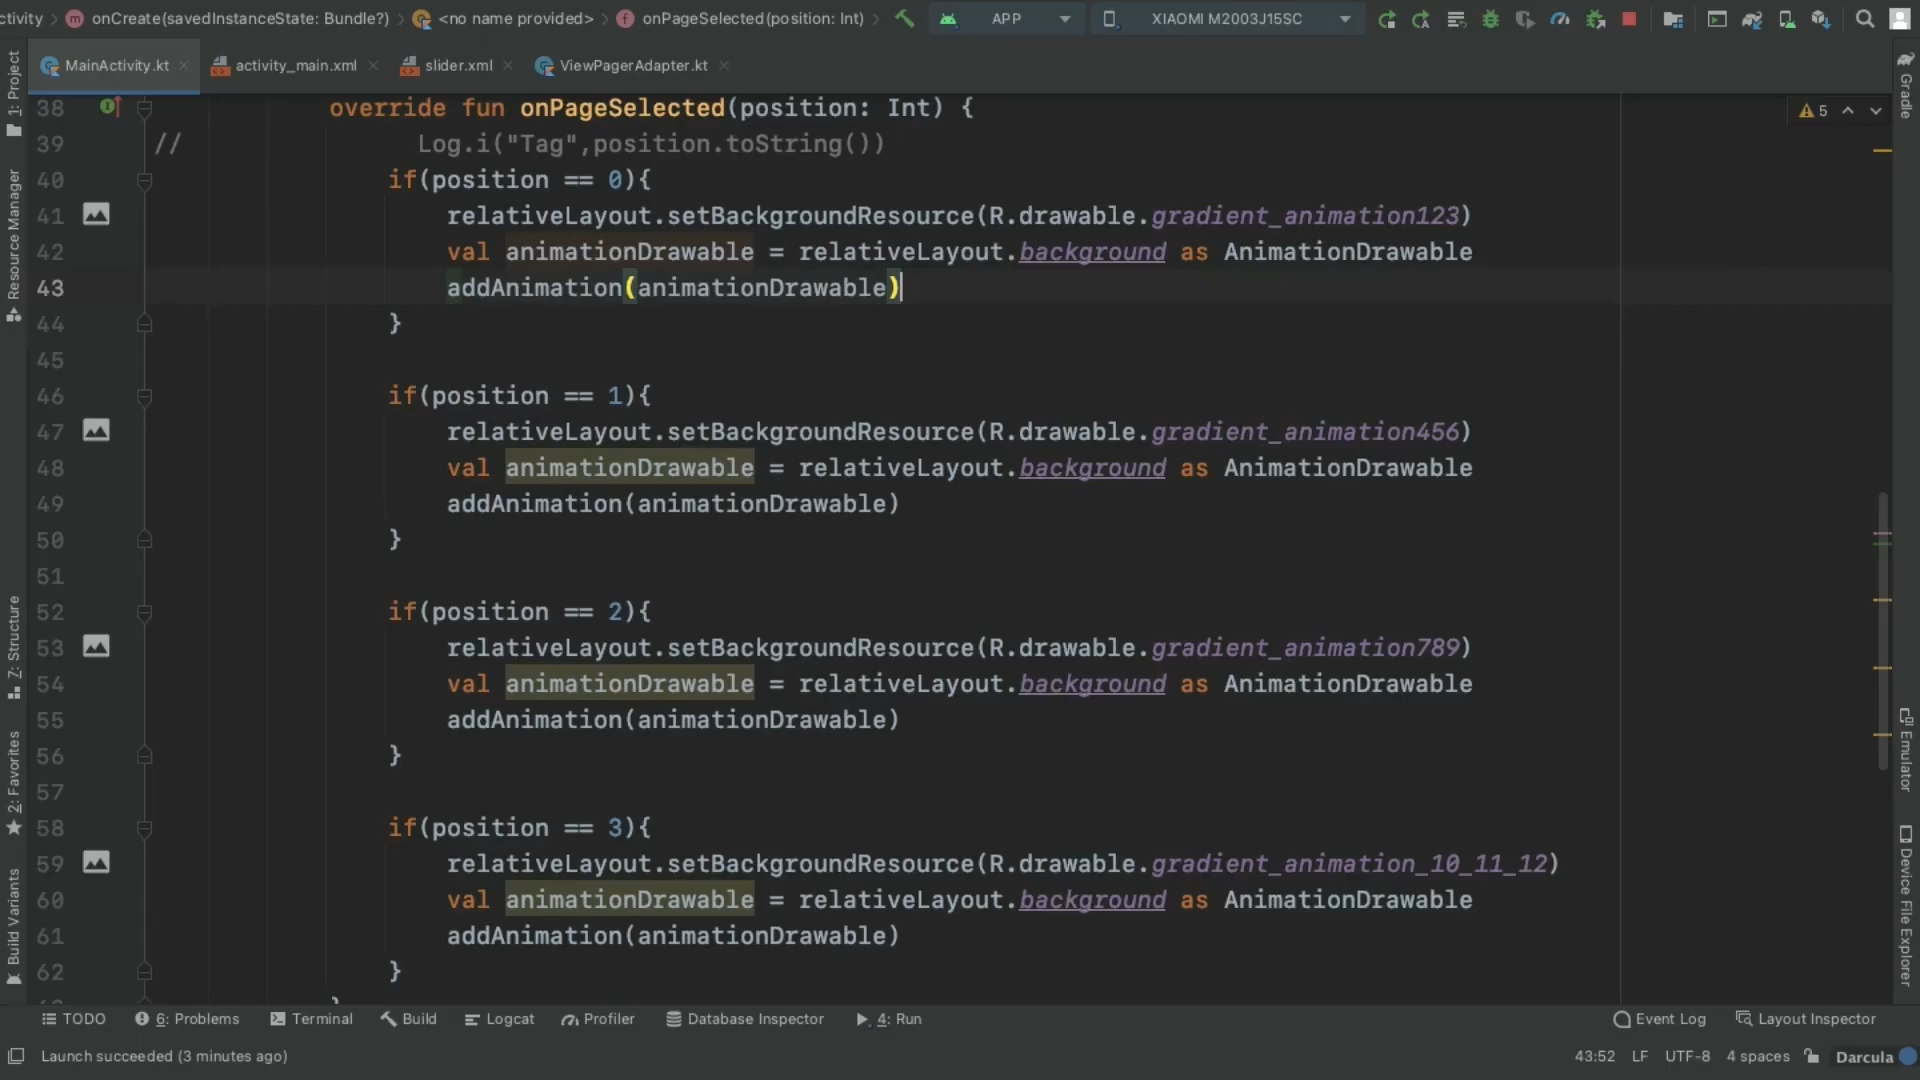 ctivity onCreate(savedInstanceState: Bundle?) <no name provided> onPageSelected(position: Int) APP XIAOMI M2003J15SC
MainActivity.kt activity_main.xml slider.xml ViewPagerAdapter.kt
1: Project
Resource Manager
Z: Structure
2: Favorites
Build Variants
38 override fun onPageSelected(position: Int) {
39 // Log.i("Tag",position.toString())
40 if(position == 0){
41 relativeLayout.setBackgroundResource(R.drawable.gradient_animation123)
42 val animationDrawable = relativeLayout.background as AnimationDrawable
43 addAnimation(animationDrawable)
44 }
45
46 if(position == 1){
47 relativeLayout.setBackgroundResource(R.drawable.gradient_animation456)
48 val animationDrawable = relativeLayout.background as AnimationDrawable
49 addAnimation(animationDrawable)
50 }
51
52 if(position == 2){
53 relativeLayout.setBackgroundResource(R.drawable.gradient_animation789)
54 val animationDrawable = relativeLayout.background as AnimationDrawable
55 addAnimation(animationDrawable)
56 }
57
58 if(position == 3){
59 relativeLayout.setBackgroundResource(R.drawable.gradient_animation_10_11_12)
60 val animationDrawable = relativeLayout.background as AnimationDrawable
61 addAnimation(animationDrawable)
62 }
5
Gradle
Emulator
Device File Explorer
TODO 6: Problems Terminal Build Logcat Profiler Database Inspector 4: Run Event Log Layout Inspector
Launch succeeded (3 minutes ago) 43:52 LF UTF-8 4 spaces Darcula